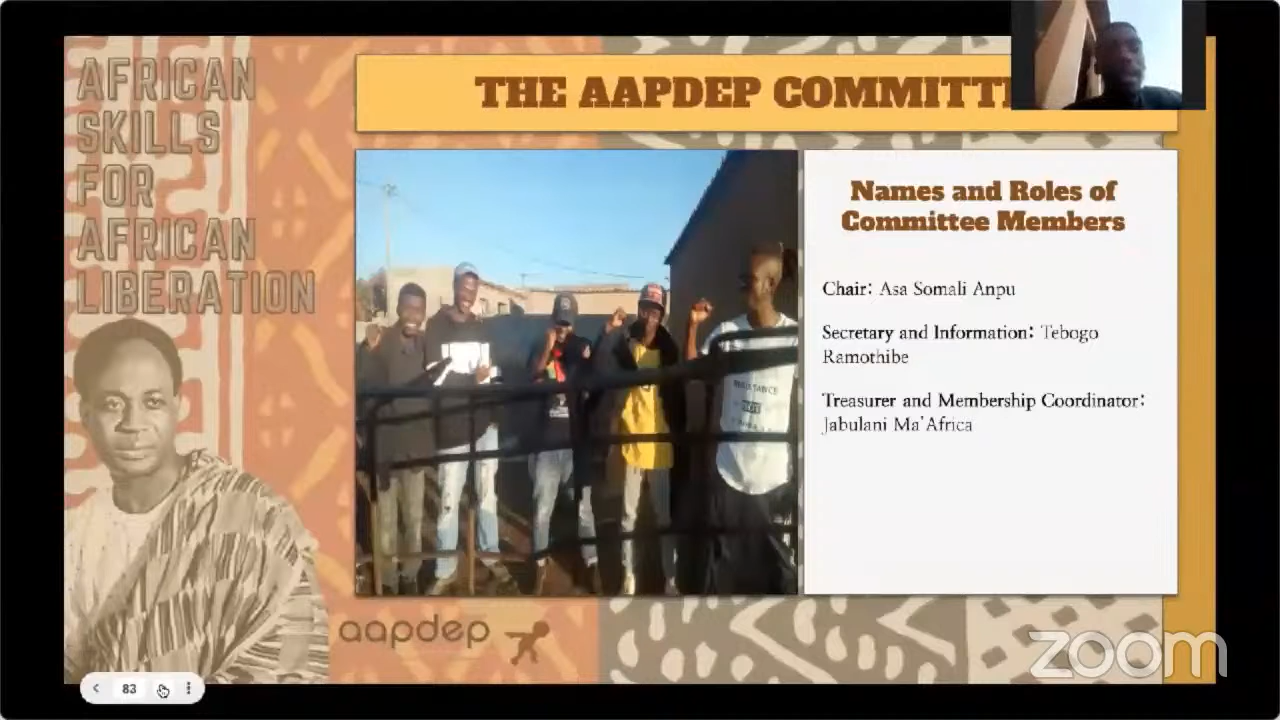 AFRICAN
SKILLS
FOR
AFRICAN
LIBERATION
THE AAPDEP
Names and Roles of
Committee Members
Chair: Asa Somali Anpu
Secretary and Information: Tebogo
Ramothibe
Treasurer and Membership Coordinator:
Jabulani Ma'Africa
aapdep
83
zoom